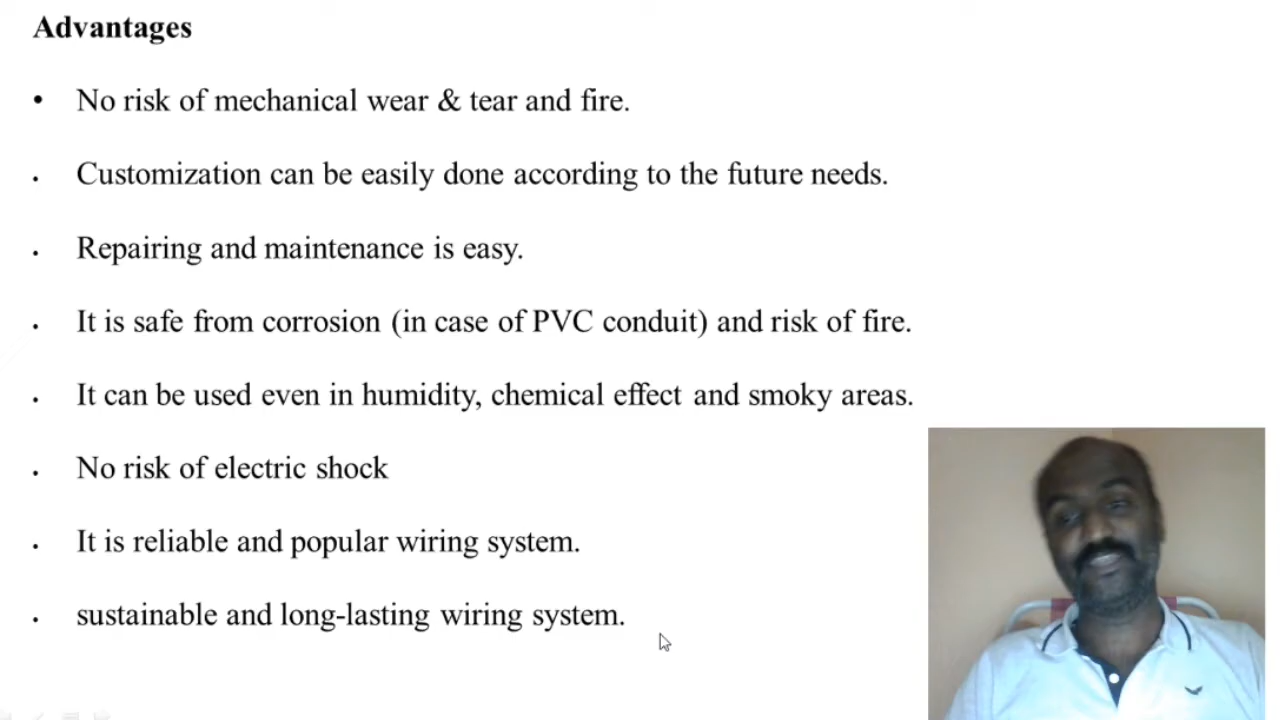 Advantages
• No risk of mechanical wear & tear and fire.
• Customization can be easily done according to the future needs.
• Repairing and maintenance is easy.
• It is safe from corrosion (in case of PVC conduit) and risk of fire.
• It can be used even in humidity, chemical effect and smoky areas.
• No risk of electric shock
• It is reliable and popular wiring system.
• sustainable and long-lasting wiring system.